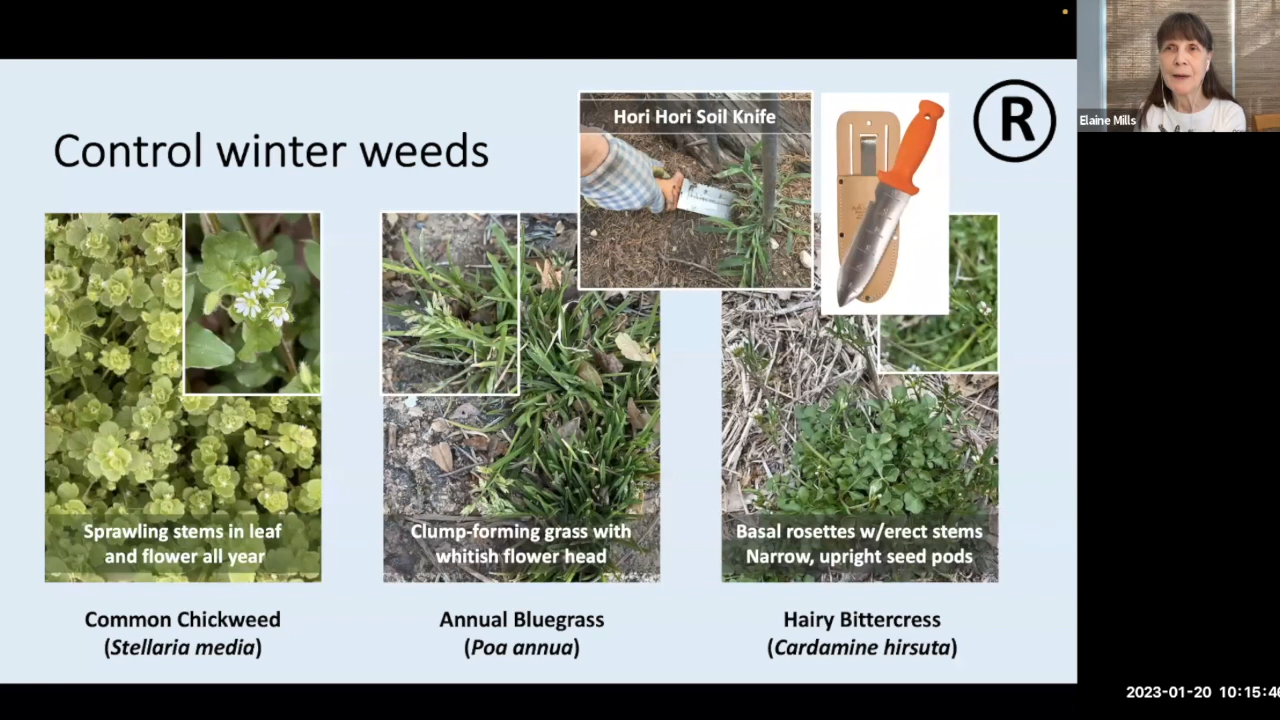 Elaine Mills
Control winter weeds
Hori Hori Soil Knife
R
Sprawling stems in leaf
and flower all year
Clump-forming grass with
whitish flower head
Basal rosettes w/erect stems
Narrow, upright seed pods
Common Chickweed
(Stellaria media)
Annual Bluegrass
(Poa annua)
Hairy Bittercress
(Cardamine hirsuta)
2023-01-20 10:15:4